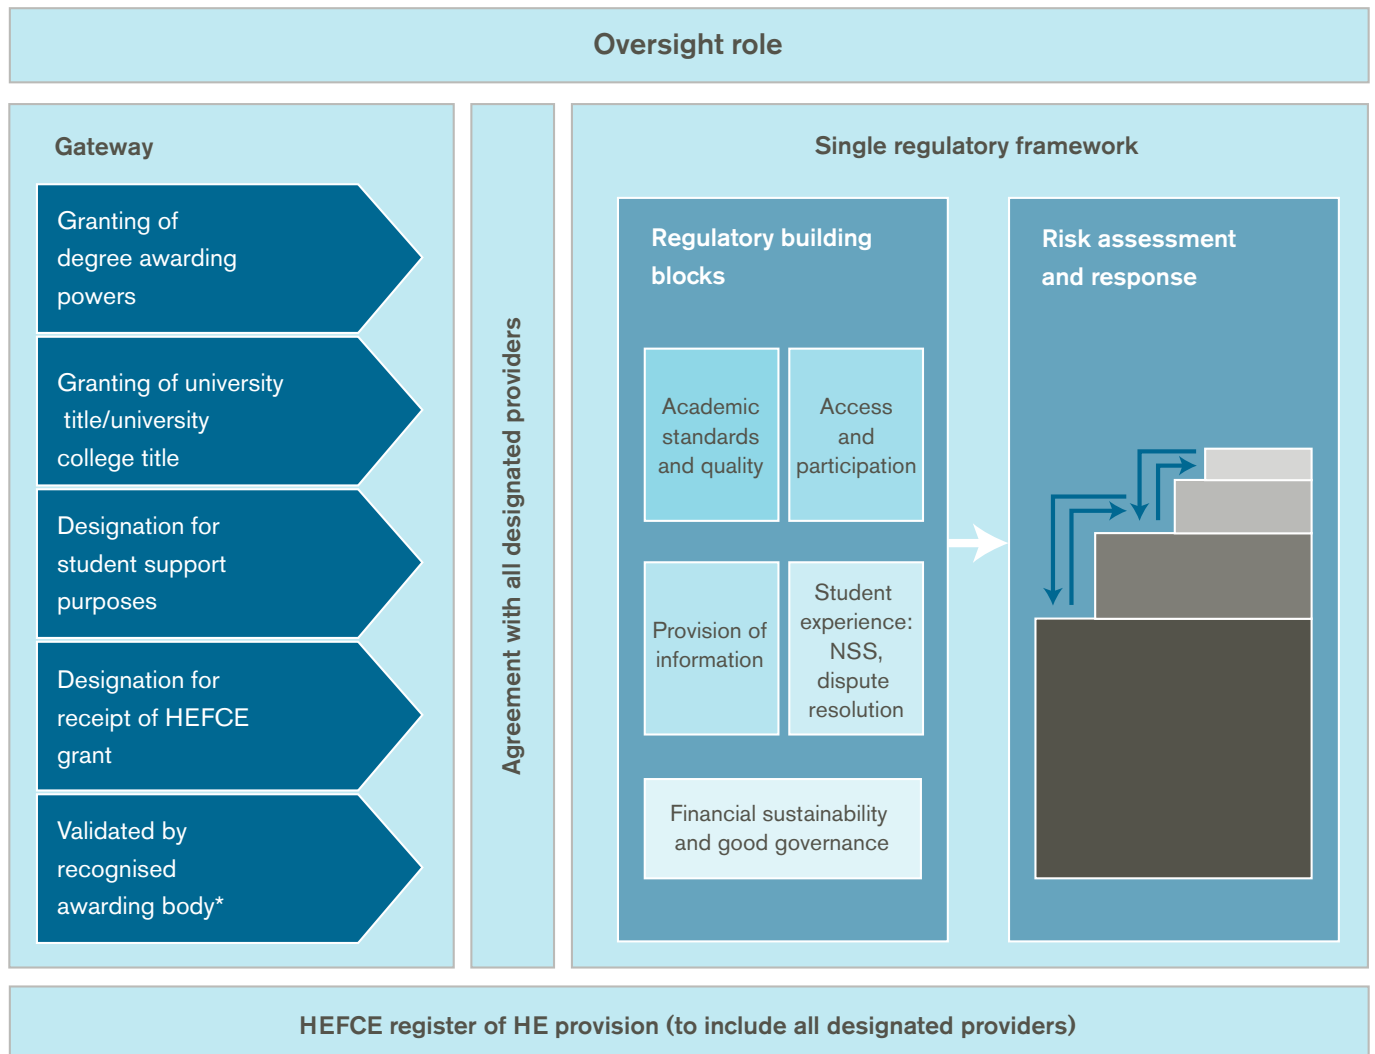 Oversight role
Gateway
Granting of
degree awarding
powers
Granting of university
title/university
college title
Designation for
student support
purposes
Designation for
receipt of HEFCE
grant
Validated by
recognised
awarding body*
Agreement with all designated providers
Single regulatory framework
Regulatory building
blocks
Academic
standards
and quality
Access
and
participation
Provision of
information
Student
experience:
NSS,
dispute
resolution
Financial sustainability
and good governance
Risk assessment
and response
HEFCE register of HE provision (to include all designated providers)